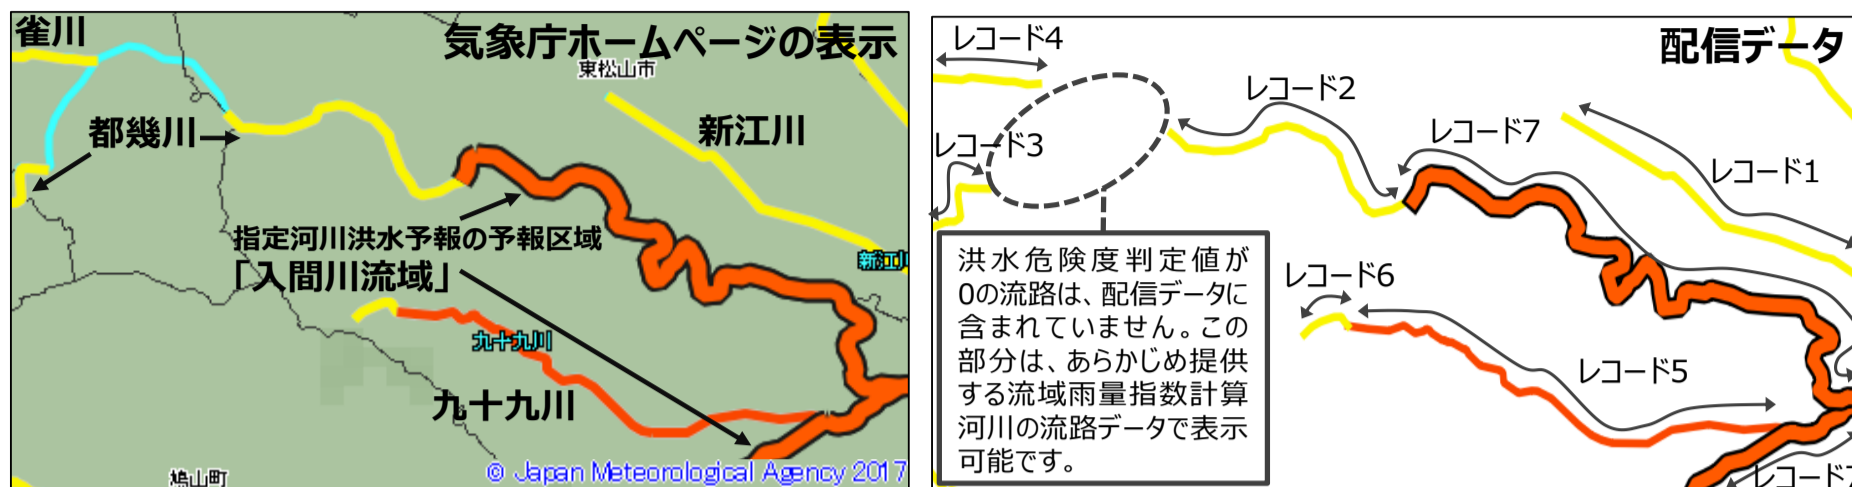 雀川
気象庁ホームページの表示
東松山市
都幾川
新江川
指定河川洪水予報の予報区域
「入間川流域」
新江川
九十九川
九十九川
鳩山町
© Japan Meteorological Agency 2017
レコード4
配信データ
レコード2
レコード7
レコード3
レコード1
洪水危険度判定値が
0の流路は、配信データに
含まれていません。この
部分は、あらかじめ提供
する流域雨量指数計算
河川の流路データで表示
可能です。
レコード6
レコード5
レコード7